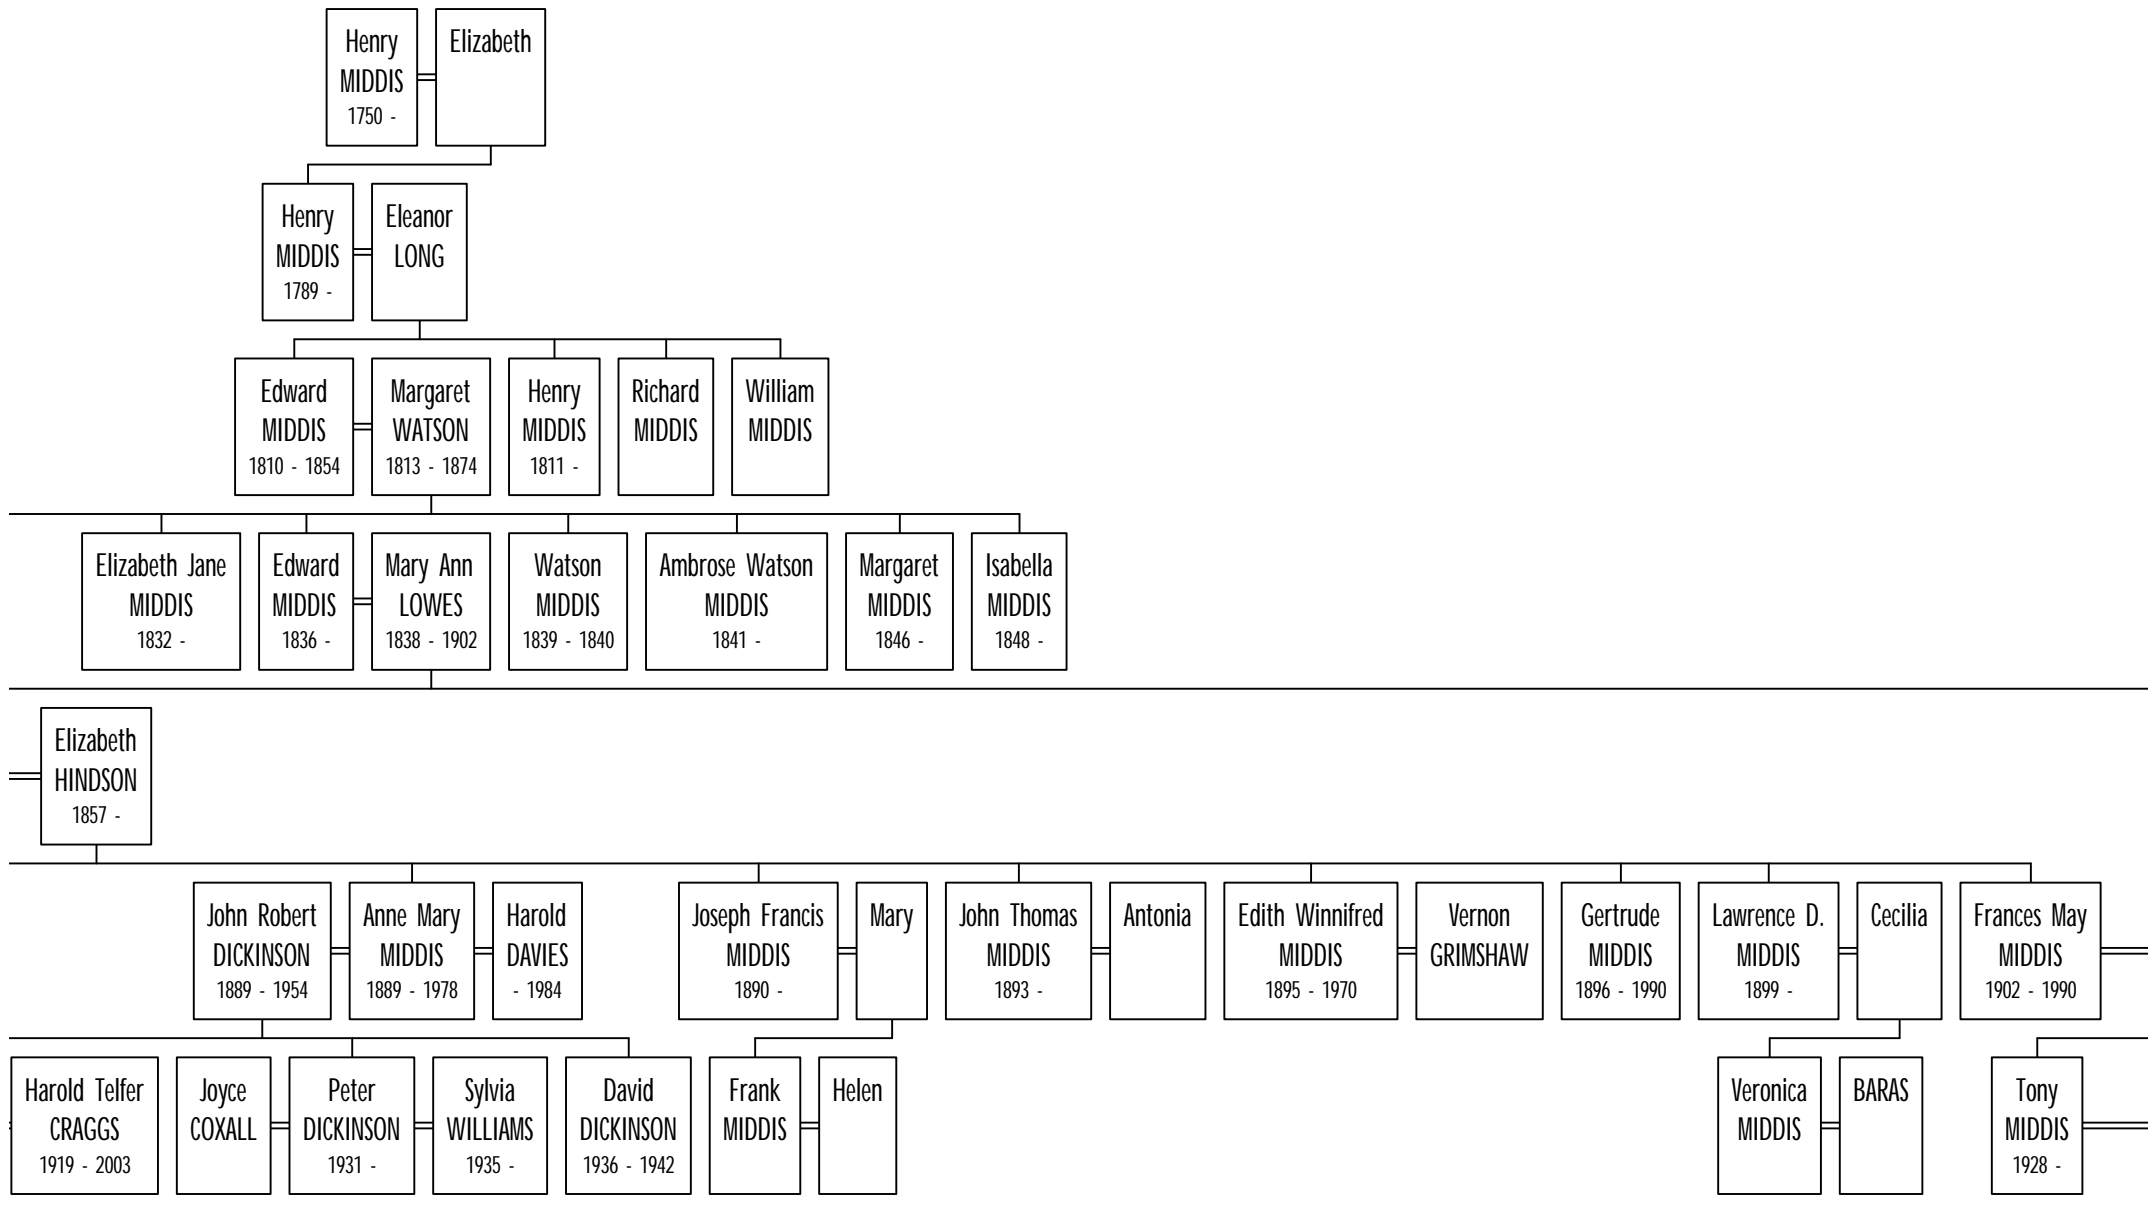 Henry
MIDDIS
1750 -
Elizabeth
Henry
MIDDIS
1789 -
Eleanor
LONG
Edward
MIDDIS
1810 - 1854
Margaret
WATSON
1813 - 1874
Henry
MIDDIS
1811 -
Richard
MIDDIS
William
MIDDIS
Elizabeth Jane
MIDDIS
1832 -
Edward
MIDDIS
1836 -
Mary Ann
LOWES
1838 - 1902
Watson
MIDDIS
1839 - 1840
Ambrose Watson
MIDDIS
1841 -
Margaret
MIDDIS
1846 -
Isabella
MIDDIS
1848 -
Elizabeth
HINDSON
1857 -
John Robert
DICKINSON
1889 - 1954
Anne Mary
MIDDIS
1889 - 1978
Harold
DAVIES
- 1984
Joseph Francis
MIDDIS
1890 -
Mary
John Thomas
MIDDIS
1893 -
Antonia
Edith Winnifred
MIDDIS
1895 - 1970
Vernon
GRIMSHAW
Gertrude
MIDDIS
1896 - 1990
Lawrence D.
MIDDIS
1899 -
Cecilia
Frances May
MIDDIS
1902 - 1990
Harold Telfer
CRAGGS
1919 - 2003
Joyce
COXALL
Peter
DICKINSON
1931 -
Sylvia
WILLIAMS
1935 -
David
DICKINSON
1936 - 1942
Frank
MIDDIS
Helen
Veronica
MIDDIS
BARAS
Tony
MIDDIS
1928 -